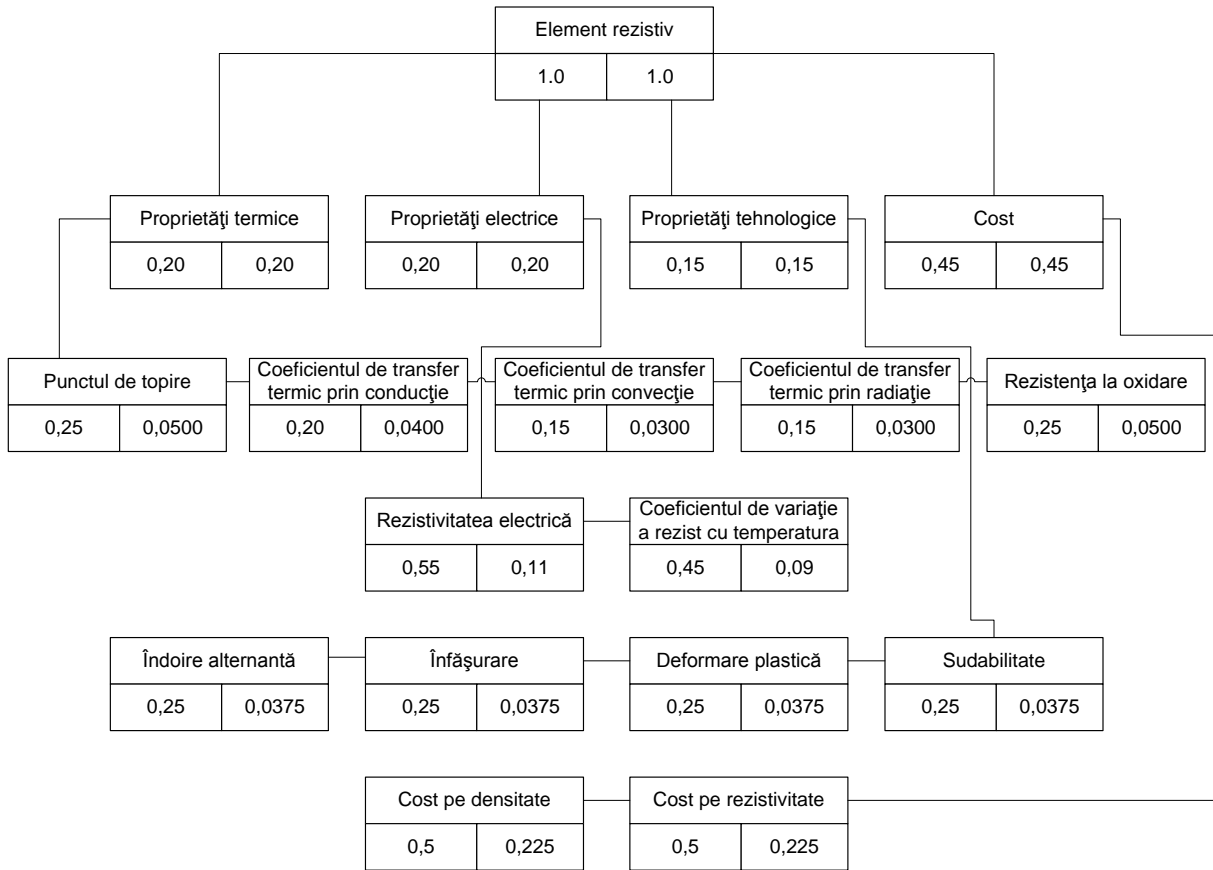 Element rezistiv
1.0 1.0
Proprietăţi termice
0,20 0,20
Proprietăţi electrice
0,20 0,20
Proprietăţi tehnologice
0,15 0,15
Cost
0,45 0,45
Punctul de topire
0,25 0,0500
Coeficientul de transfer
termic prin conducţie
0,20 0,0400
Coeficientul de transfer
termic prin convecţie
0,15 0,0300
Coeficientul de transfer
termic prin radiaţie
0,15 0,0300
Rezistenţa la oxidare
0,25 0,0500
Rezistivitatea electrică
0,55 0,11
Coeficientul de variaţie
a rezist cu temperatura
0,45 0,09
Îndoire alternantă
0,25 0,0375
Înfăşurare
0,25 0,0375
Deformare plastică
0,25 0,0375
Sudabilitate
0,25 0,0375
Cost pe densitate
0,5 0,225
Cost pe rezistivitate
0,5 0,225